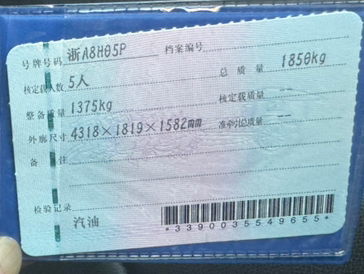 号牌号码 浙A8H05P 档案编号
核定载人数 5人 总质量 1850kg
整备质量 1375kg 核定载质量 --
外廓尺寸 4318×1819×1582mm 准牵引总质量 --
备注
检验记录
汽油
*3390035549655*